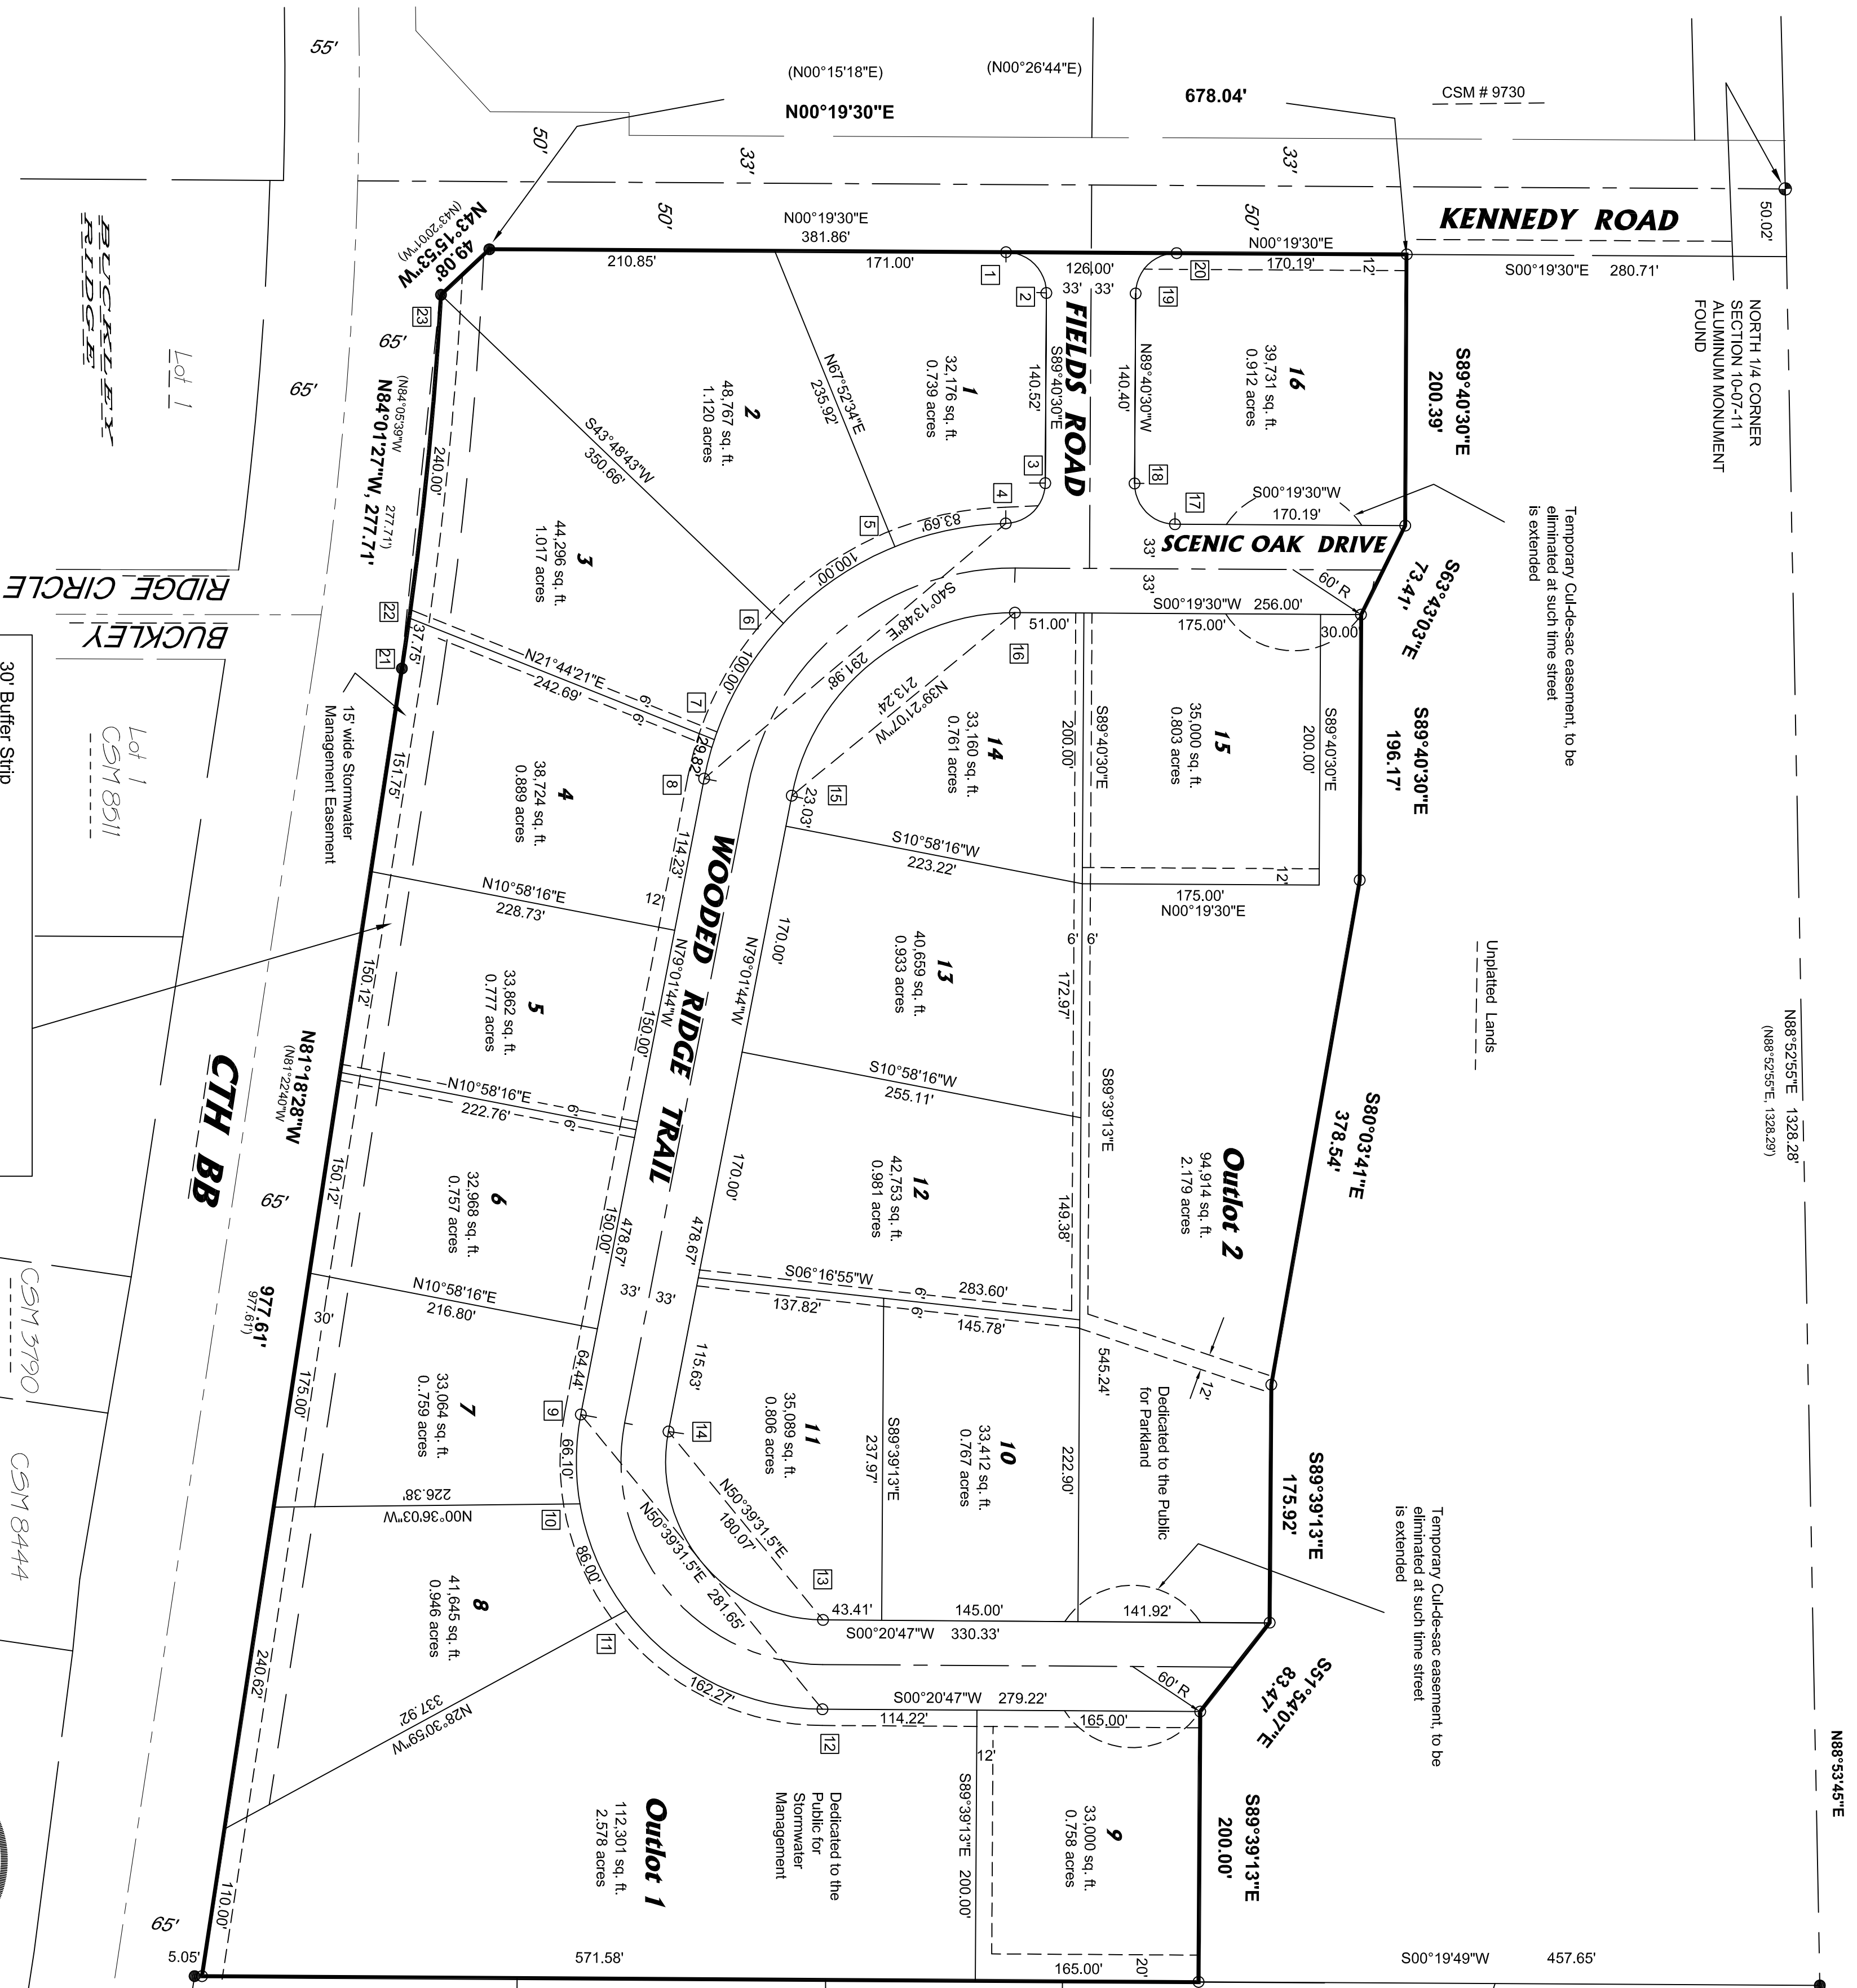 55'
(N00°15'18"E)
N00°19'30"E
(N00°26'44"E)
678.04'
CSM # 9730
50'
33'
33'
50.02'
KENNEDY ROAD
S00°19'30"E 280.71'
NORTH 1/4 CORNER
SECTION 10-07-11
ALUMINUM MONUMENT
FOUND
N43°15'53"W
(N43°20'01"W)
49.08'
50'
N00°19'30"E
381.86'
210.85'
171.00'
50'
126.00'
33' 33'
N00°19'30"E
170.19'
12'
1
2
20
19
FIELDS ROAD
S89°40'30"E
140.52'
N89°40'30"W
140.40'
16
39,731 sq. ft.
0.912 acres
S89°40'30"E
200.39'
3
4
18
17
S00°19'30"W
170.19'
Temporary Cul-de-sac easement, to be
eliminated at such time street
is extended
SCENIC OAK DRIVE
33'
33'
60' R
S63°43'03"E
73.41'
1
32,176 sq. ft.
0.739 acres
N67°52'34"E
235.92'
2
48,767 sq. ft.
1.120 acres
S43°48'43"W
350.66'
83.69'
5
100.00'
6
100.00'
7
29.82'
8
S40°13'48"E
291.98'
3
44,296 sq. ft.
1.017 acres
BUCKLEY
RIDGE
Lot 1
65'
65'
23
240.00'
(N84°05'39"W
277.71')
N84°01'27"W, 277.71'
22
37.75'
21
RIDGE CIRCLE
BUCKLEY
N21°44'21"E
242.69'
6'
6'
15' wide Stormwater
Management Easement
Lot 1
CSM 8511
30' Buffer Strip
S00°19'30"W 256.00'
51.00'
175.00'
30.00'
16
N39°21'07"W
213.24'
15
23.03'
14
33,160 sq. ft.
0.761 acres
S89°40'30"E
200.00'
15
35,000 sq. ft.
0.803 acres
S89°40'30"E
200.00'
S89°40'30"E
196.17'
12'
175.00'
N00°19'30"E
S10°58'16"W
223.22'
4
38,724 sq. ft.
0.889 acres
114.23'
151.75'
N10°58'16"E
228.73'
12'
WOODED RIDGE TRAIL
N79°01'44"W
170.00'
N79°01'44"W
150.00'
5
33,862 sq. ft.
0.777 acres
150.12'
N10°58'16"E
222.76'
6'
6'
13
40,659 sq. ft.
0.933 acres
6' 6'
172.97'
S10°58'16"W
255.11'
S89°39'13"E
Unplatted Lands
N88°52'55"E 1328.28'
(N88°52'55"E, 1328.29')
S80°03'41"E
378.54'
Outlot 2
94,914 sq. ft.
2.179 acres
12
42,753 sq. ft.
0.981 acres
149.38'
170.00'
478.67'
S06°16'55"W
283.60'
137.82'
145.78'
6'
6'
CTH BB
N81°18'28"W
(N81°22'40"W
977.61'
977.61')
65'
150.12'
6
32,968 sq. ft.
0.757 acres
150.00'
478.67'
33' 33'
N10°58'16"E
216.80'
30'
CSM 3790
CSM 8444
7
33,064 sq. ft.
0..759 acres
64.44'
9
66.10'
175.00'
226.38'
N00°36'03"W
10
115.63'
14
11
35,089 sq. ft.
0.806 acres
S89°39'13"E
237.97'
10
33,412 sq. ft.
0.767 acres
222.90'
545.24'
12'
Dedicated to the Public
for Parkland
S89°39'13"E
175.92'
Temporary Cul-de-sac easement, to be
eliminated at such time street
is extended
N50°39'31.5"E
180.07'
13
N50°39'31.5"E 281.65'
43.41'
145.00'
141.92'
S00°20'47"W 330.33'
86.00'
11
162.27'
12
8
41,645 sq. ft.
0.946 acres
337.92'
N28°30'59"W
240.62'
S00°20'47"W 279.22'
114.22'
165.00'
60' R
S51°54'07"E
83.47'
12'
S89°39'13"E 200.00'
9
33,000 sq. ft.
0.758 acres
S89°39'13"E
200.00'
Dedicated to the
Public for
Stormwater
Management
Outlot 1
112,301 sq. ft.
2.578 acres
110.00'
65'
5.05'
571.58'
165.00'
20'
S00°19'49"W 457.65'
N88°53'45"E